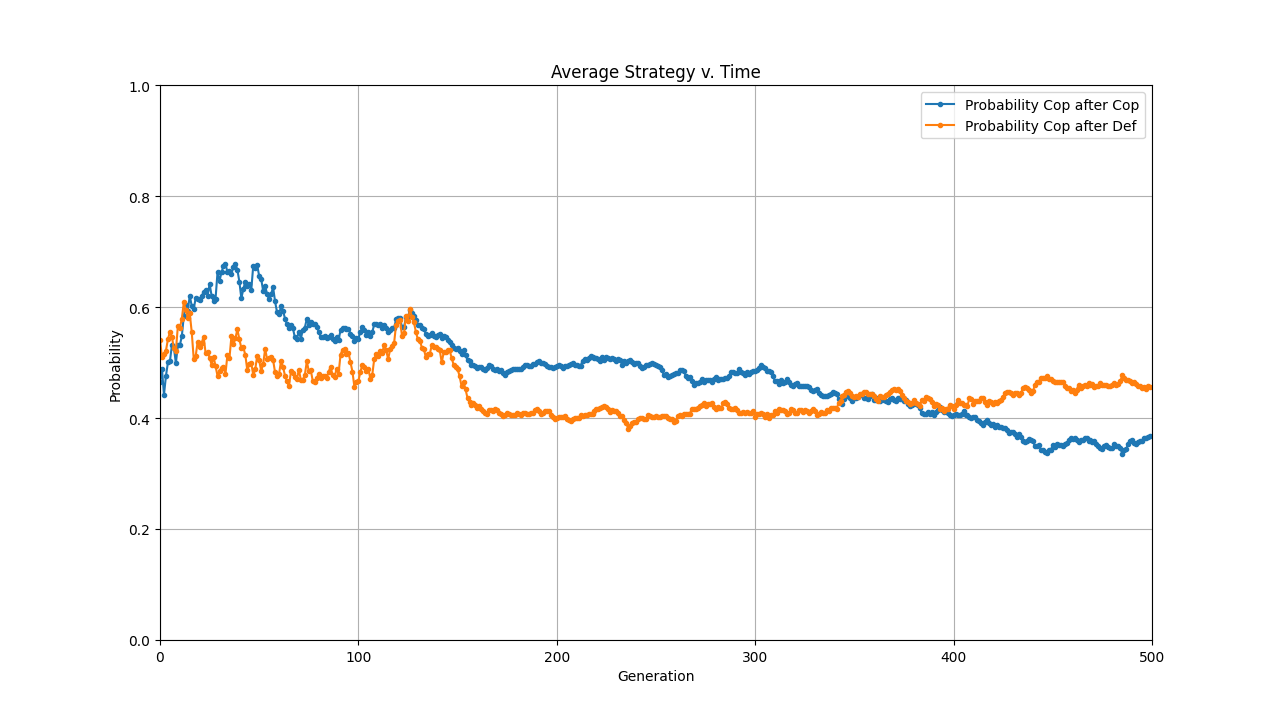 Average Strategy v. Time
1.0
Probability Cop after Cop
Probability Cop after Def
0.8
0.6
Probability
0.4
0.2
0.0
0 100 200 300 400 500
Generation